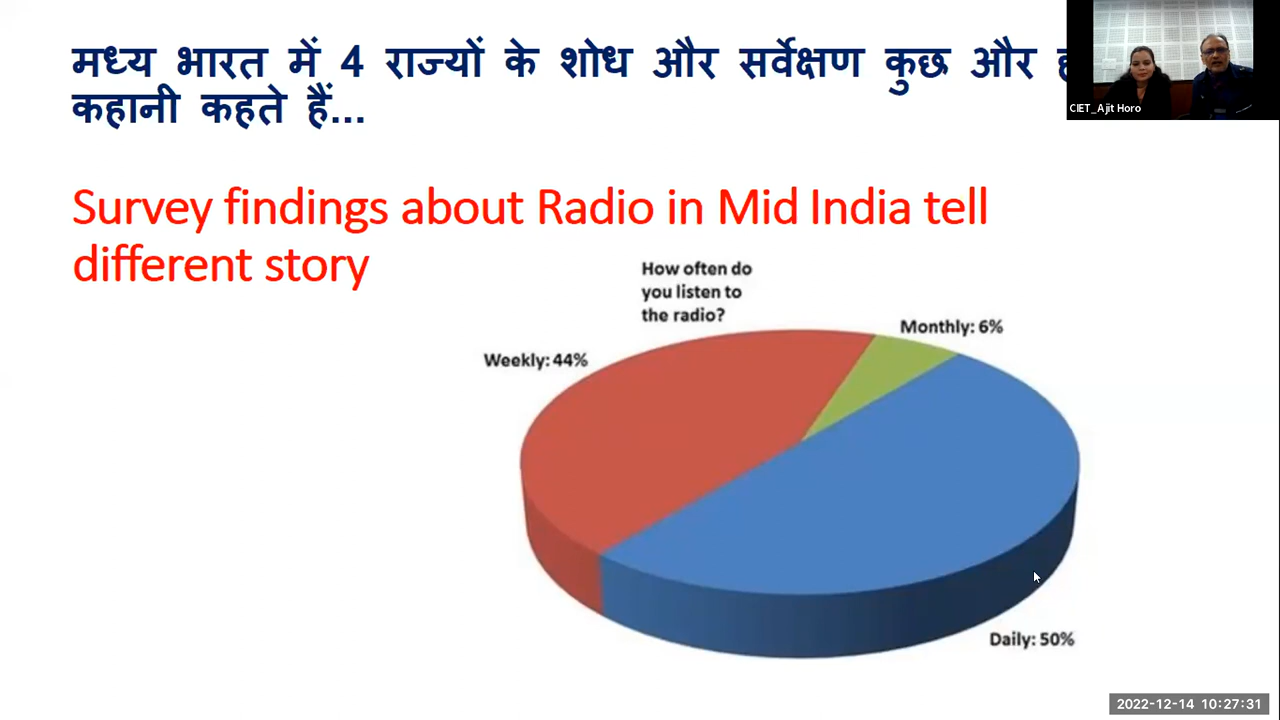 मध्य भारत में 4 राज्यों के शोध और सर्वेक्षण कुछ और
कहानी कहते हैं...
CIET_Ajit Horo
Survey findings about Radio in Mid India tell
different story
How often do
you listen to
the radio?
Monthly: 6%
Weekly: 44%
Daily: 50%
2022-12-14 10:27:31